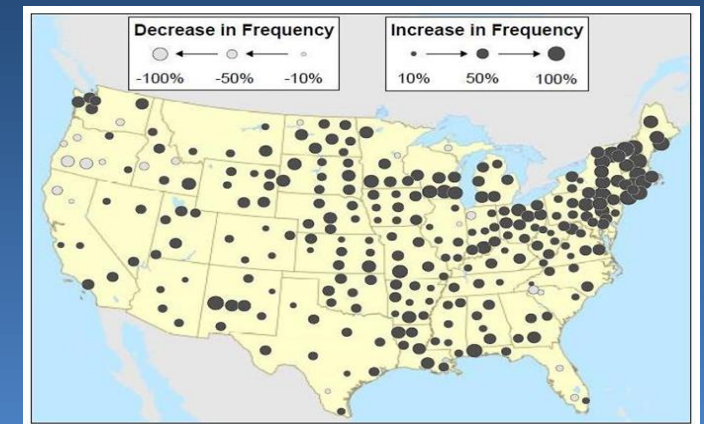 Decrease in Frequency
-100% -50% -10%
Increase in Frequency
10% 50% 100%